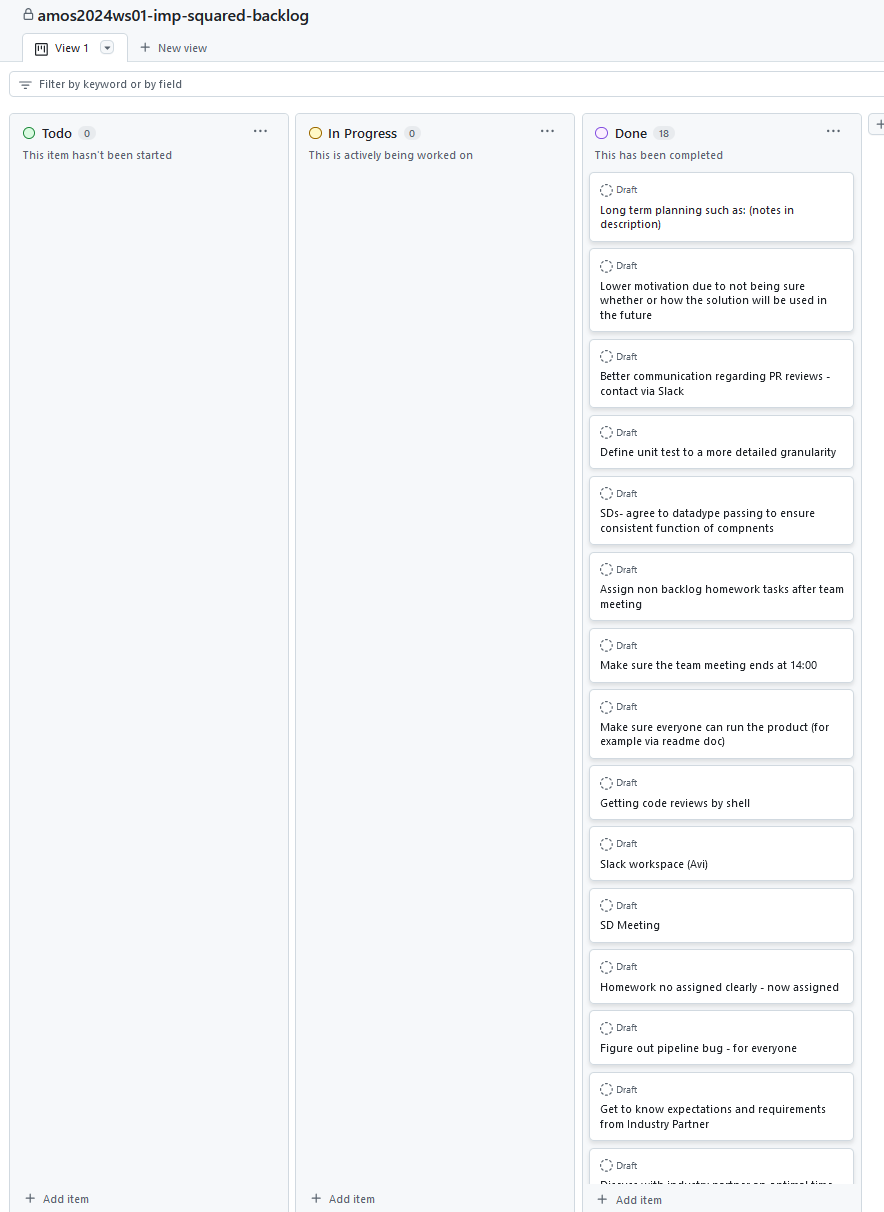 amos2024ws01-imp-squared-backlog
View 1
New view
Filter by keyword or by field
Todo 0
This item hasn't been started
Add item
In Progress 0
This is actively being worked on
Add item
Done 18
This has been completed
Draft
Long term planning such as: (notes in
description)
Draft
Lower motivation due to not being sure
whether or how the solution will be used in
the future
Draft
Better communication regarding PR reviews -
contact via Slack
Draft
Define unit test to a more detailed granularity
Draft
SDs- agree to datadype passing to ensure
consistent function of compnents
Draft
Assign non backlog homework tasks after team
meeting
Draft
Make sure the team meeting ends at 14:00
Draft
Make sure everyone can run the product (for
example via readme doc)
Draft
Getting code reviews by shell
Draft
Slack workspace (Avi)
Draft
SD Meeting
Draft
Homework no assigned clearly - now assigned
Draft
Figure out pipeline bug - for everyone
Draft
Get to know expectations and requirements
from Industry Partner
Draft
Discuss with industry partner an optimal time
Add item